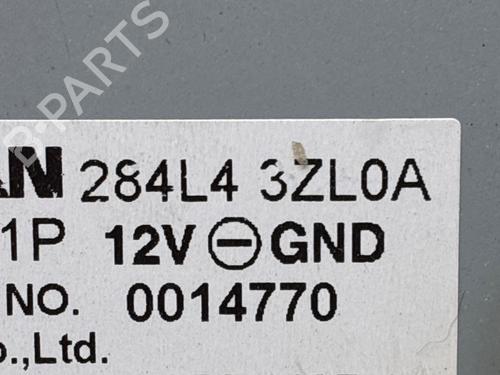 B-PARTS
AN 284L4 3ZL0A
1P 12V ⊖ GND
NO. 0014770
o.,Ltd.